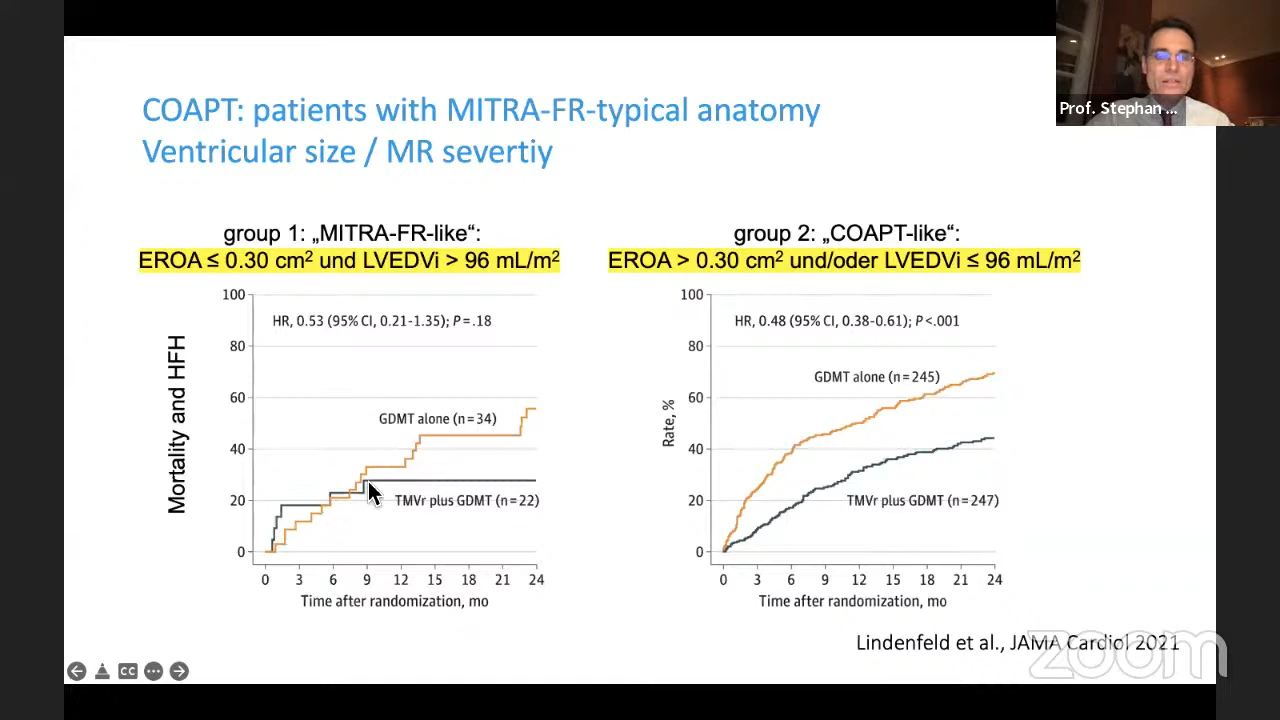 Prof. Stephan ...
COAPT: patients with MITRA-FR-typical anatomy
Ventricular size / MR severtiy
group 1: „MITRA-FR-like“:
EROA ≤ 0.30 cm² und LVEDVi > 96 mL/m²
Mortality and HFH
100
80
60
40
20
0
HR, 0.53 (95% CI, 0.21-1.35); P = .18
GDMT alone (n = 34)
TMVr plus GDMT (n = 22)
0 3 6 9 12 15 18 21 24
Time after randomization, mo
group 2: „COAPT-like“:
EROA > 0.30 cm² und/oder LVEDVi ≤ 96 mL/m²
Rate, %
100
80
60
40
20
0
HR, 0.48 (95% CI, 0.38-0.61); P <.001
GDMT alone (n = 245)
TMVr plus GDMT (n = 247)
0 3 6 9 12 15 18 21 24
Time after randomization, mo
Lindenfeld et al., JAMA Cardiol 2021
CC
zoom